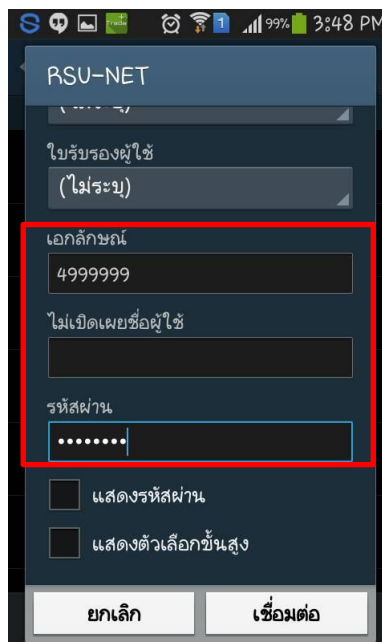 Trade 1 99% 3:48 PM
RSU-NET
ใบรับรองผู้ใช้
(ไม่ระบุ)
เอกลักษณ์
4999999
ไม่เปิดเผยชื่อผู้ใช้
รหัสผ่าน
••••••••
แสดงรหัสผ่าน
แสดงตัวเลือกขั้นสูง
ยกเลิก เชื่อมต่อ